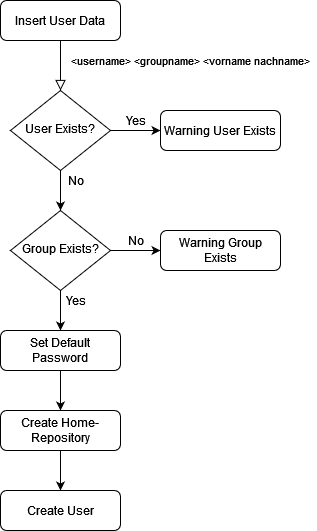 Insert User Data
<username> <groupname> <vorname nachname>
User Exists?
Yes
Warning User Exists
No
Group Exists?
No
Warning Group
Exists
Yes
Set Default
Password
Create Home-
Repository
Create User